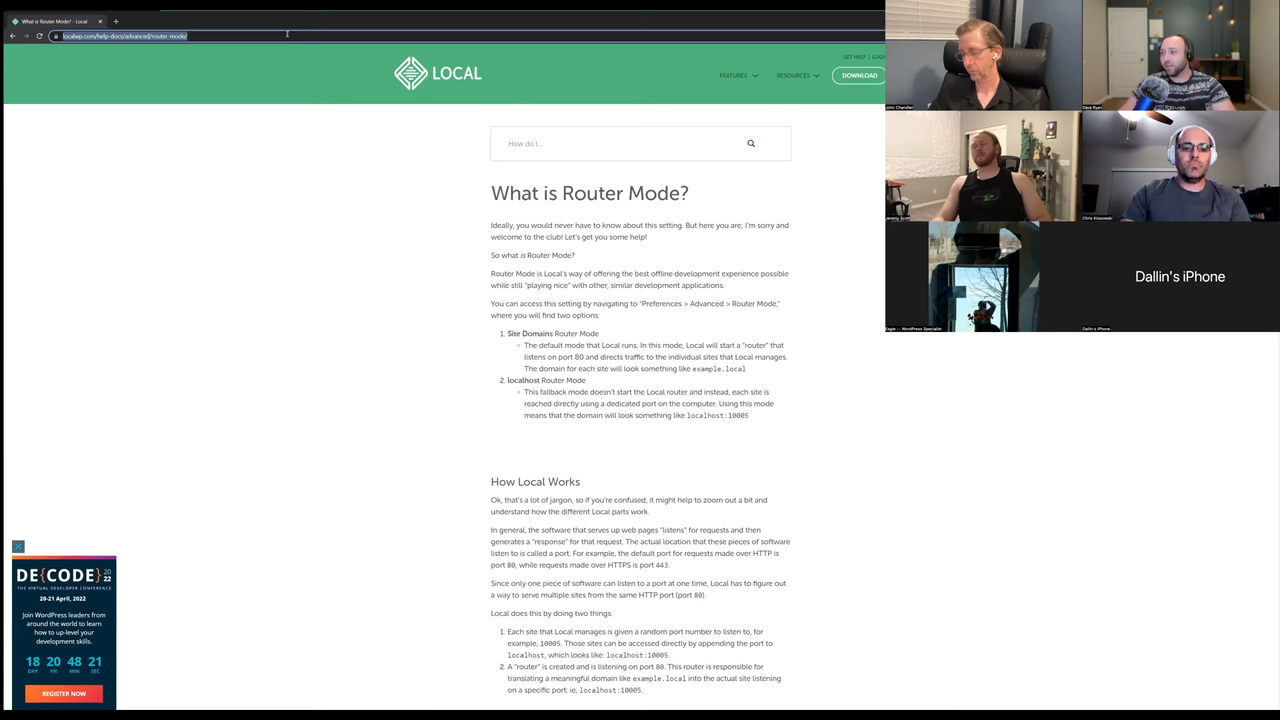 What is Router Mode? - Local
localwp.com/help-docs/advanced/router-mode/
LOCAL
GET HELP | LOGIN
FEATURES
RESOURCES
DOWNLOAD
How do I...
What is Router Mode?
Ideally, you would never have to know about this setting. But here you are; I'm sorry and
welcome to the club! Let's get you some help!
So what is Router Mode?
Router Mode is Local's way of offering the best offline development experience possible
while still "playing nice" with other, similar development applications.
You can access this setting by navigating to "Preferences > Advanced > Router Mode,"
where you will find two options:
1. Site Domains Router Mode
The default mode that Local runs. In this mode, Local will start a "router" that
listens on port 80 and directs traffic to the individual sites that Local manages.
The domain for each site will look something like example.local
2. localhost Router Mode
This fallback mode doesn't start the Local router and instead, each site is
reached directly using a dedicated port on the computer. Using this mode
means that the domain will look something like localhost:10005
How Local Works
Ok, that's a lot of jargon, so if you're confused, it might help to zoom out a bit and
understand how the different Local parts work.
In general, the software that serves up web pages "listens" for requests and then
generates a "response" for that request. The actual location that these pieces of software
listen to is called a port. For example, the default port for requests made over HTTP is
port 80, while requests made over HTTPS is port 443.
Since only one piece of software can listen to a port at one time, Local has to figure out
a way to serve multiple sites from the same HTTP port (port 80).
Local does this by doing two things:
1. Each site that Local manages is given a random port number to listen to, for
example, 10005. Those sites can be accessed directly by appending the port to
localhost, which looks like: localhost:10005.
2. A "router" is created and is listening on port 80. This router is responsible for
translating a meaningful domain like example.local into the actual site listening
on a specific port: ie, localhost:10005.
DE{CODE} 2022
THE VIRTUAL DEVELOPER CONFERENCE
20-21 April, 2022
Join WordPress leaders from
around the world to learn
how to up-level your
development skills.
18 20 48 21
DAY HR MIN SEC
REGISTER NOW
John Chandler
Dave Ryan
Jeremy Scott
Chris Klosowski
Eagle -- WordPress Specialist
Dallin's iPhone
Dallin's iPhone